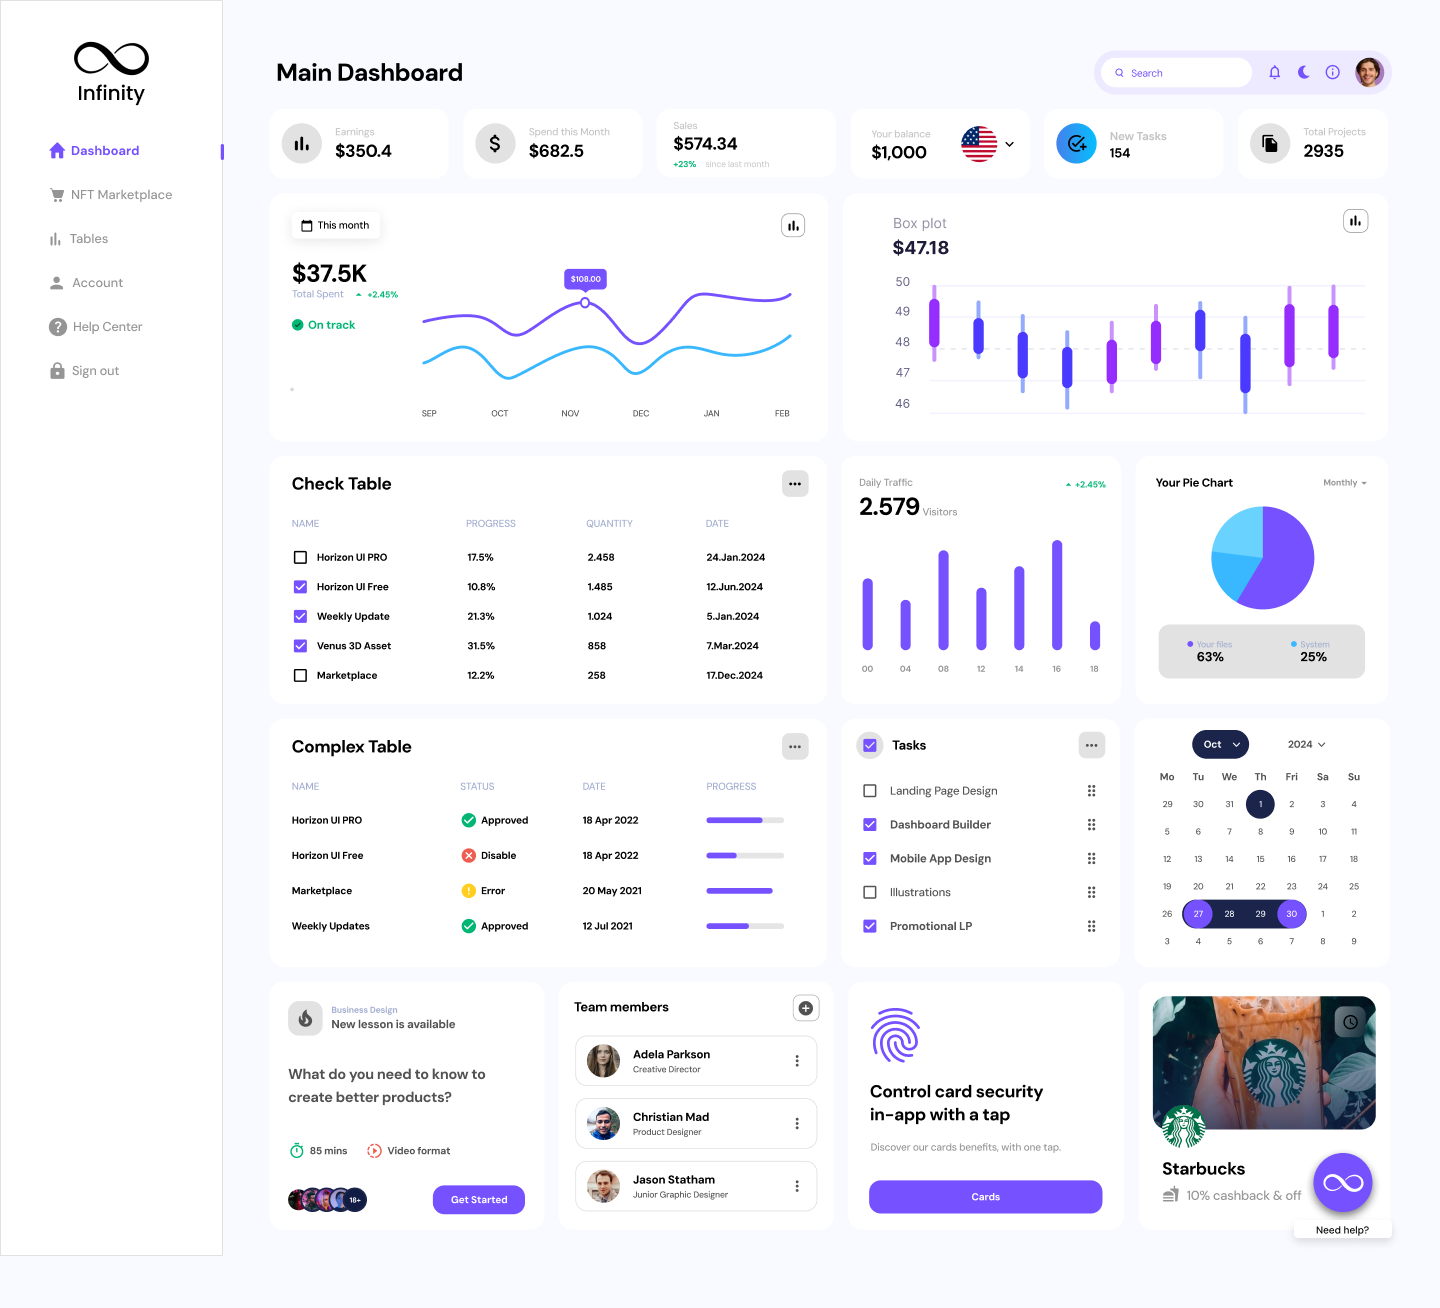 Infinity
Dashboard
NFT Marketplace
Tables
Account
Help Center
Sign out
Main Dashboard
Search
Earnings
$350.4
Spend this Month
$682.5
Sales
$574.34
+23% since last month
Your balance
$1,000
New Tasks
154
Total Projects
2935
This month
$37.5K
Total Spent +2.45%
On track
$108.00
SEP OCT NOV DEC JAN FEB
Box plot
$47.18
50
49
48
47
46
Check Table
NAME PROGRESS QUANTITY DATE
Horizon UI PRO 17.5% 2.458 24.Jan.2024
Horizon UI Free 10.8% 1.485 12.Jun.2024
Weekly Update 21.3% 1.024 5.Jan.2024
Venus 3D Asset 31.5% 858 7.Mar.2024
Marketplace 12.2% 258 17.Dec.2024
Daily Traffic
+2.45%
2.579 Visitors
00 04 08 12 14 16 18
Your Pie Chart
Monthly
Your files
63%
System
25%
Complex Table
NAME STATUS DATE PROGRESS
Horizon UI PRO Approved 18 Apr 2022
Horizon UI Free Disable 18 Apr 2022
Marketplace Error 20 May 2021
Weekly Updates Approved 12 Jul 2021
Tasks
Landing Page Design
Dashboard Builder
Mobile App Design
Illustrations
Promotional LP
Oct 2024
Mo Tu We Th Fri Sa Su
29 30 31 1 2 3 4
5 6 7 8 9 10 11
12 13 14 15 16 17 18
19 20 21 22 23 24 25
26 27 28 29 30 1 2
3 4 5 6 7 8 9
Business Design
New lesson is available
What do you need to know to
create better products?
85 mins Video format
18+
Get Started
Team members
Adela Parkson
Creative Director
Christian Mad
Product Designer
Jason Statham
Junior Graphic Designer
Control card security
in-app with a tap
Discover our cards benefits, with one tap.
Cards
Starbucks
10% cashback & off
Need help?